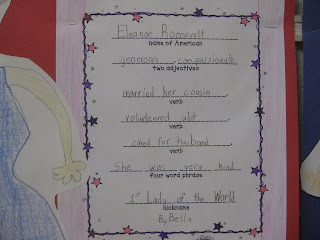 Eleanor Roosevelt
name of American
generous, compassionate
two adjectives
married her cousin.
verb
volunteered alot.
verb
cared for husband.
verb
She was very kind
four word phrase
1st Lady of the World
nickname
By Bella